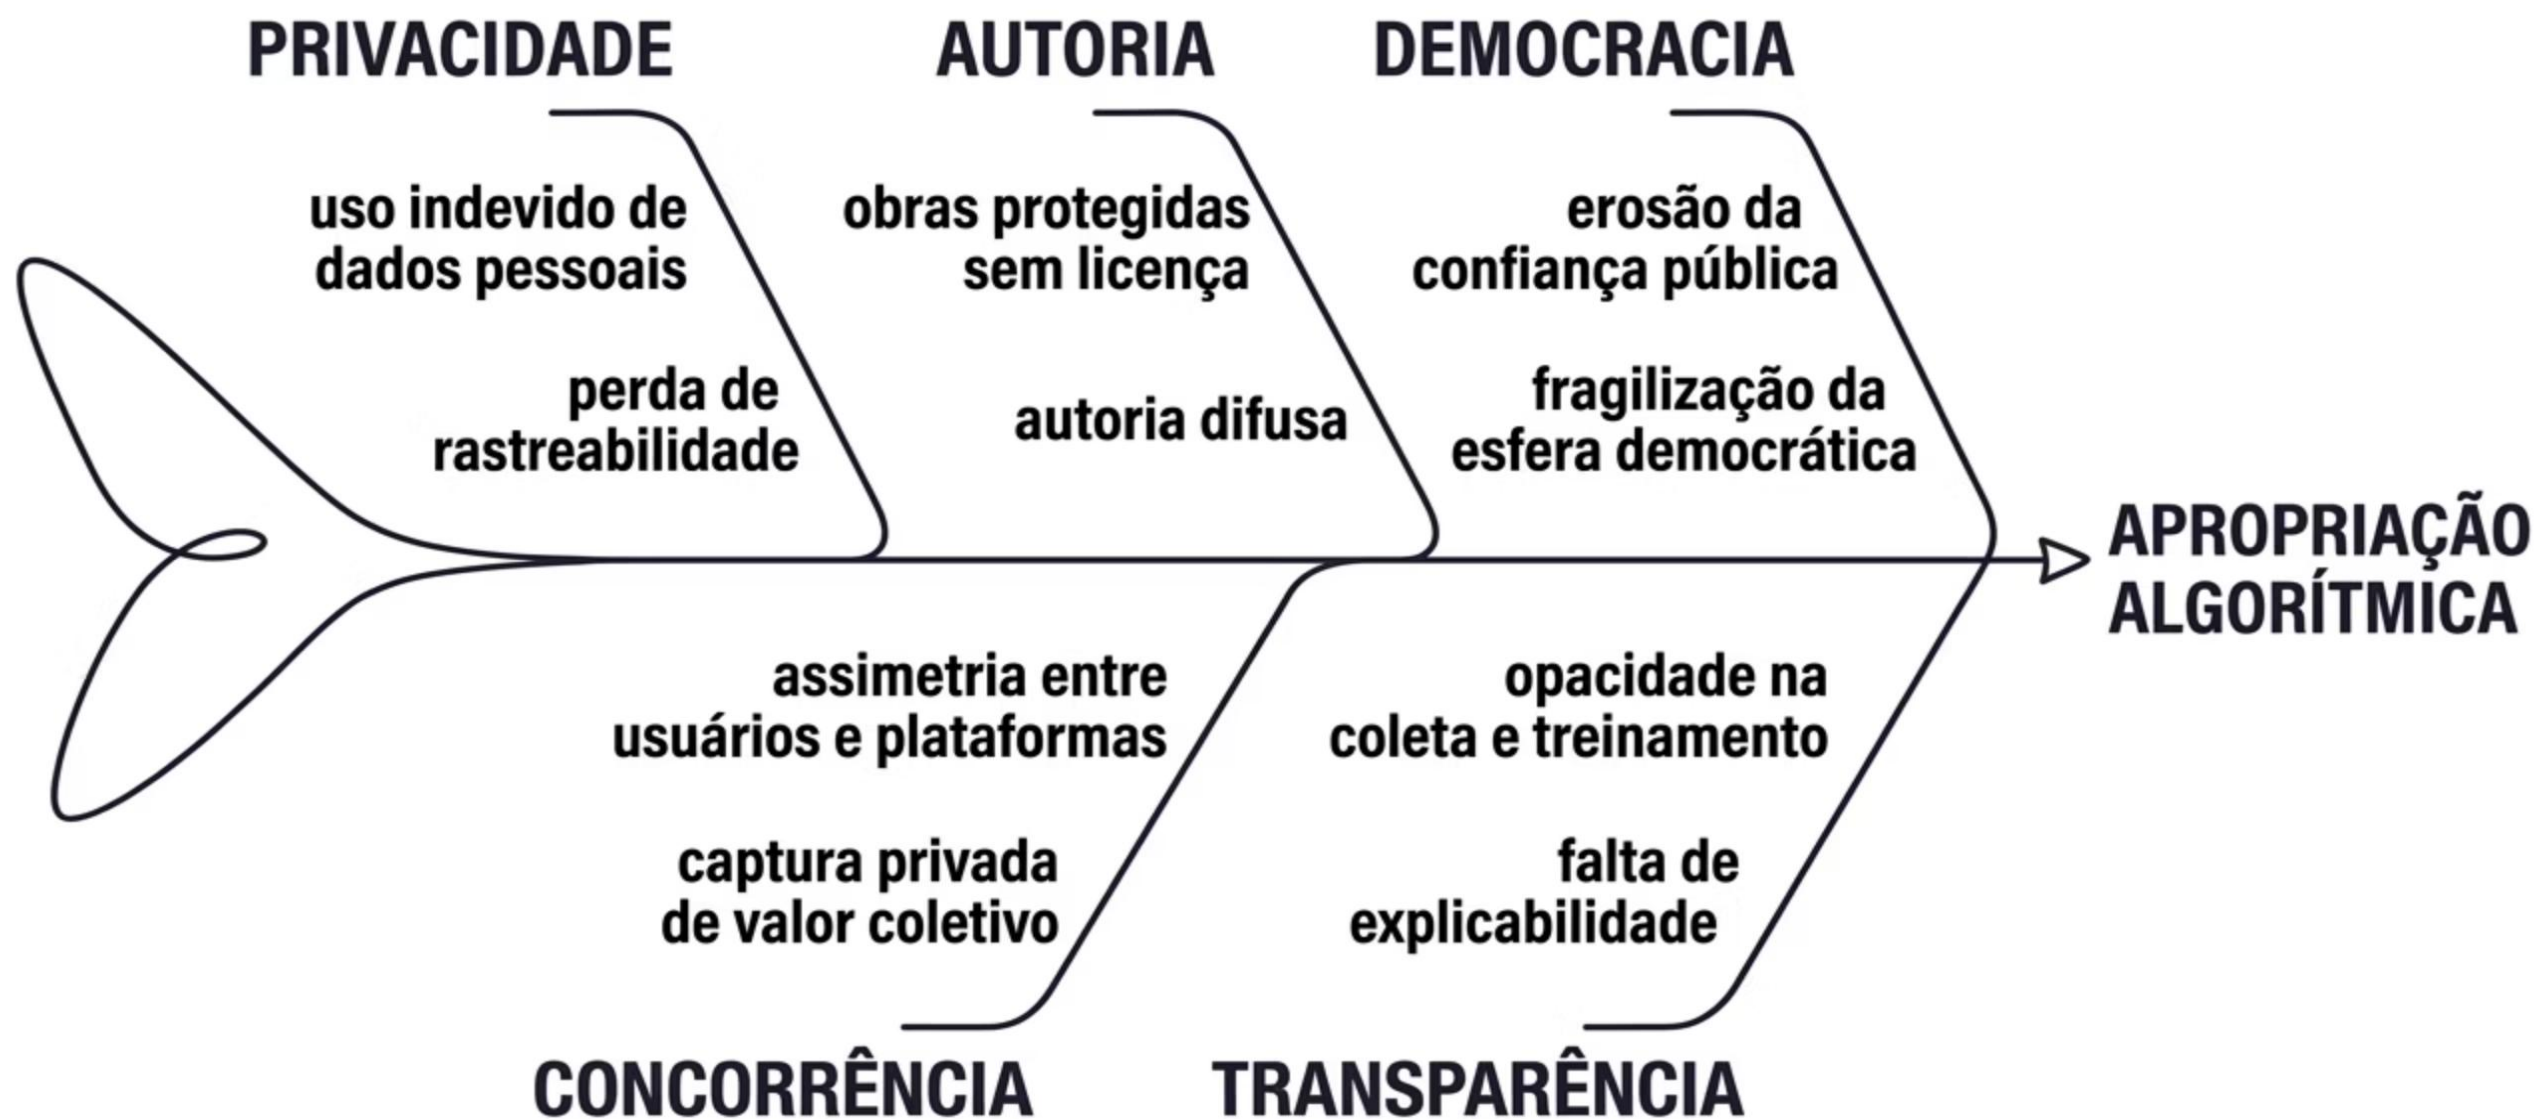 PRIVACIDADE
uso indevido de
dados pessoais
perda de
rastreabilidade
AUTORIA
obras protegidas
sem licença
autoria difusa
DEMOCRACIA
erosão da
confiança pública
fragilização da
esfera democrática
APROPRIAÇÃO
ALGORÍTMICA
assimetria entre
usuários e plataformas
captura privada
de valor coletivo
CONCORRÊNCIA
opacidade na
coleta e treinamento
falta de
explicabilidade
TRANSPARÊNCIA